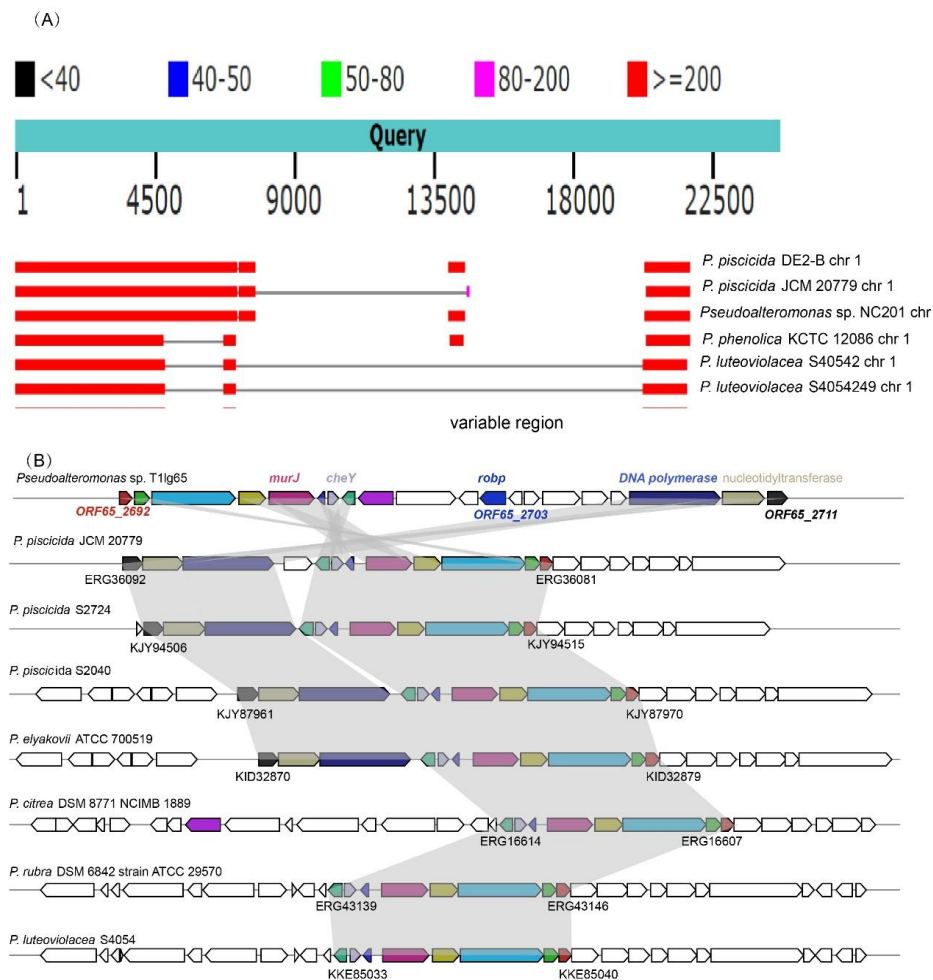 (A)
<40 40-50 50-80 80-200 >=200
Query
1 4500 9000 13500 18000 22500
P. piscicida DE2-B chr 1
P. piscicida JCM 20779 chr 1
Pseudoalteromonas sp. NC201 chr
P. phenolica KCTC 12086 chr 1
P. luteoviolacea S40542 chr 1
P. luteoviolacea S4054249 chr 1
variable region
(B)
Pseudoalteromonas sp. T1lg65 murJ cheY robp DNA polymerase nucleotidyltransferase
ORF65_2692 ORF65_2703 ORF65_2711
P. piscicida JCM 20779
ERG36092 ERG36081
P. piscicida S2724
KJY94506 KJY94515
P. piscicida S2040
KJY87961 KJY87970
P. elyakovii ATCC 700519
KID32870 KID32879
P. citrea DSM 8771 NCIMB 1889
ERG16614 ERG16607
P. rubra DSM 6842 strain ATCC 29570
ERG43139 ERG43146
P. luteoviolacea S4054
KKE85033 KKE85040